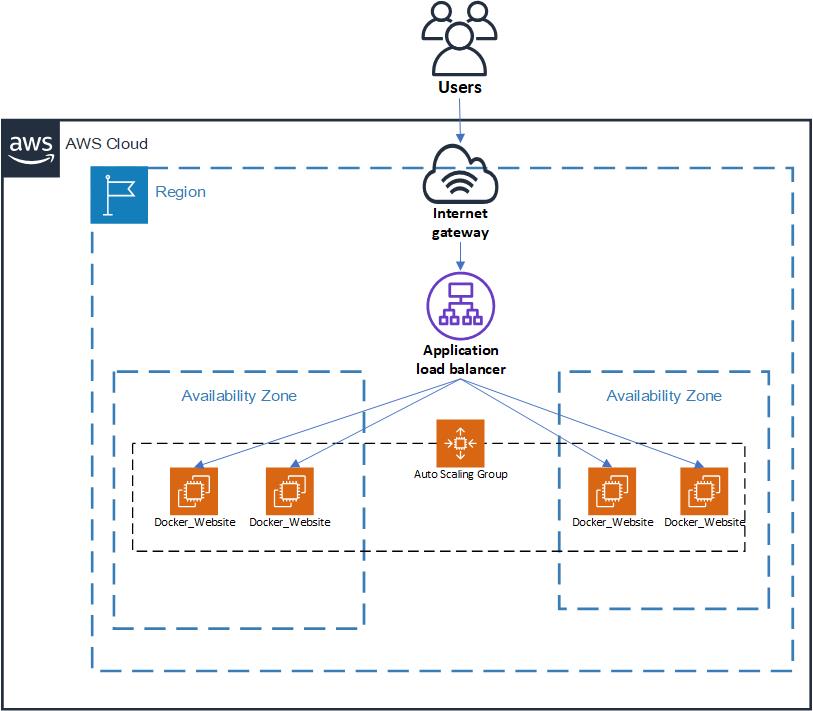 Users
aws
AWS Cloud
Region
Internet
gateway
Application
load balancer
Availability Zone
Availability Zone
Auto Scaling Group
Docker_Website
Docker_Website
Docker_Website
Docker_Website